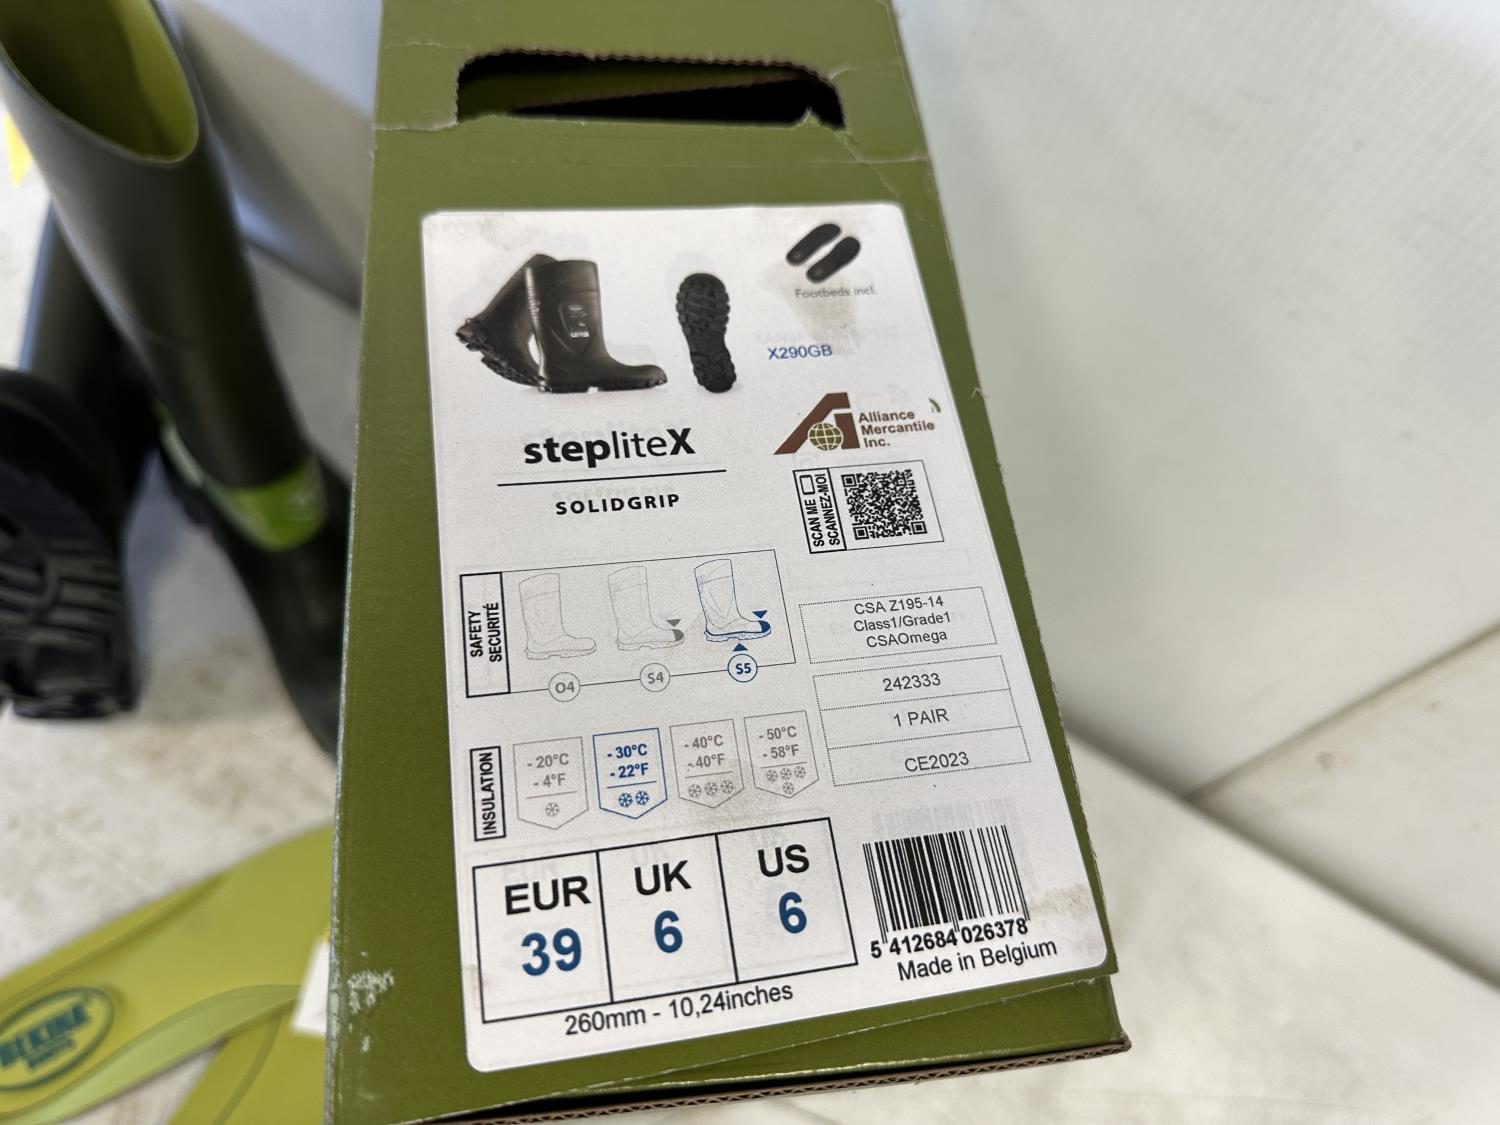 Footbeds incl.
X290GB
Alliance
Mercantile
Inc.
stepliteX
SOLIDGRIP
SCAN ME
SCANNEZ-MOI
SAFETY
SÉCURITÉ
O4
S4
S5
CSA Z195-14
Class1/Grade1
CSAOmega
242333
1 PAIR
CE2023
INSULATION
- 20°C
- 4°F
- 30°C
- 22°F
- 40°C
- 40°F
- 50°C
- 58°F
EUR
39
UK
6
US
6
260mm - 10,24inches
5 412684 026378
Made in Belgium
BEKINA
BOOTS